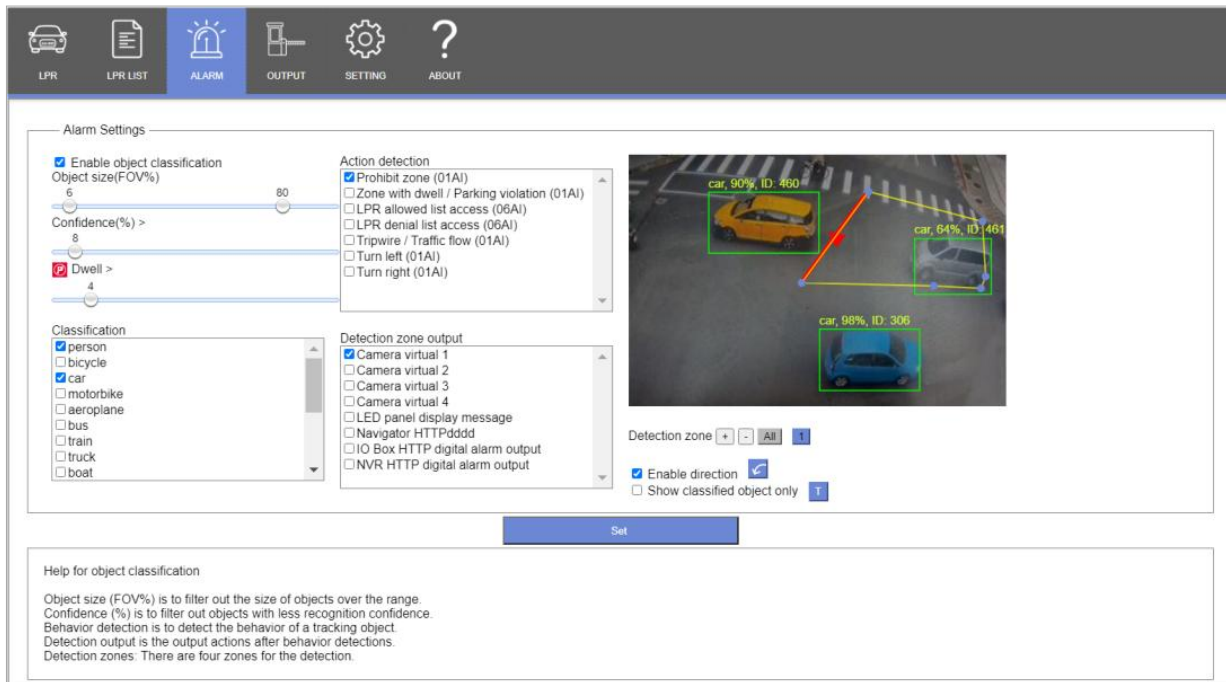 LPR
LPR LIST
ALARM
OUTPUT
SETTING
ABOUT
Alarm Settings
Enable object classification
Object size(FOV%)
6 80
Confidence(%) >
8
Dwell >
4
Classification
person
bicycle
car
motorbike
aeroplane
bus
train
truck
boat
Action detection
Prohibit zone (01AI)
Zone with dwell / Parking violation (01AI)
LPR allowed list access (06AI)
LPR denial list access (06AI)
Tripwire / Traffic flow (01AI)
Turn left (01AI)
Turn right (01AI)
Detection zone output
Camera virtual 1
Camera virtual 2
Camera virtual 3
Camera virtual 4
LED panel display message
Navigator HTTPdddd
IO Box HTTP digital alarm output
NVR HTTP digital alarm output
car, 90%, ID: 460
car, 64%, ID: 461
car, 98%, ID: 306
Detection zone + - All 1
Enable direction
Show classified object only T
Set
Help for object classification
Object size (FOV%) is to filter out the size of objects over the range.
Confidence (%) is to filter out objects with less recognition confidence.
Behavior detection is to detect the behavior of a tracking object.
Detection output is the output actions after behavior detections.
Detection zones: There are four zones for the detection.